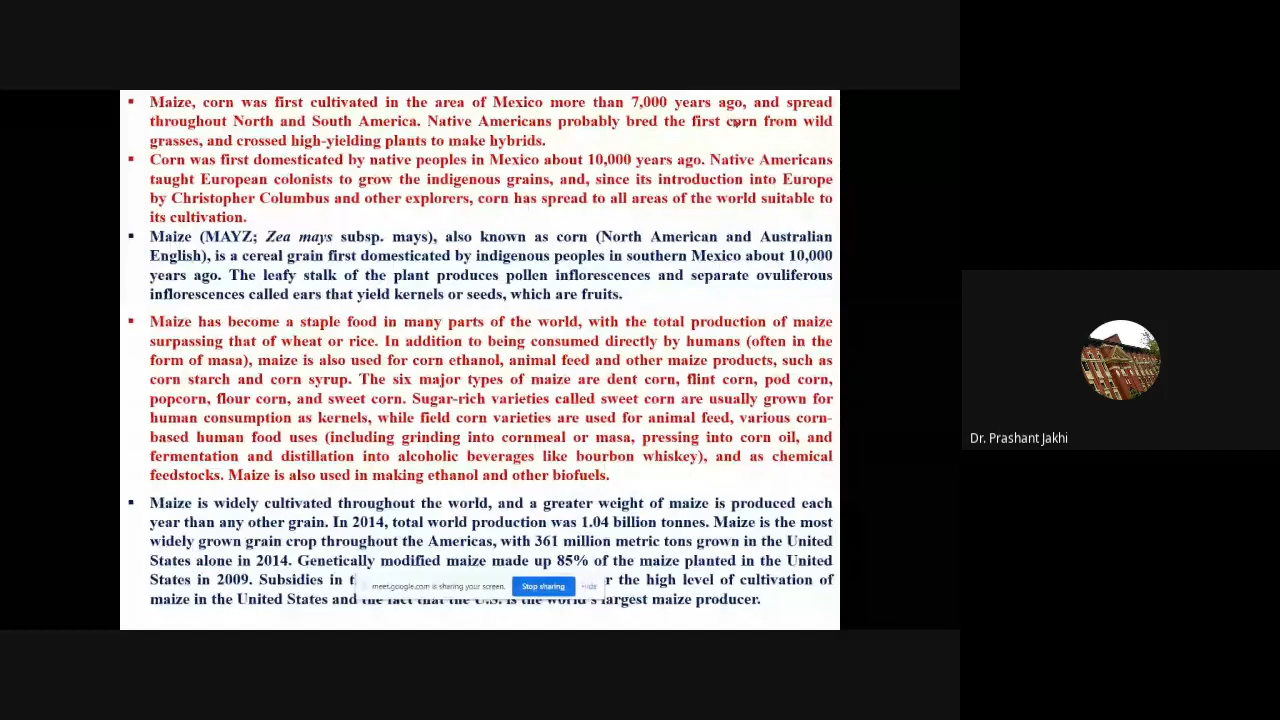 ▪ Maize, corn was first cultivated in the area of Mexico more than 7,000 years ago, and spread
throughout North and South America. Native Americans probably bred the first corn from wild
grasses, and crossed high-yielding plants to make hybrids.
▪ Corn was first domesticated by native peoples in Mexico about 10,000 years ago. Native Americans
taught European colonists to grow the indigenous grains, and, since its introduction into Europe
by Christopher Columbus and other explorers, corn has spread to all areas of the world suitable to
its cultivation.
▪ Maize (MAYZ; Zea mays subsp. mays), also known as corn (North American and Australian
English), is a cereal grain first domesticated by indigenous peoples in southern Mexico about 10,000
years ago. The leafy stalk of the plant produces pollen inflorescences and separate ovuliferous
inflorescences called ears that yield kernels or seeds, which are fruits.
▪ Maize has become a staple food in many parts of the world, with the total production of maize
surpassing that of wheat or rice. In addition to being consumed directly by humans (often in the
form of masa), maize is also used for corn ethanol, animal feed and other maize products, such as
corn starch and corn syrup. The six major types of maize are dent corn, flint corn, pod corn,
popcorn, flour corn, and sweet corn. Sugar-rich varieties called sweet corn are usually grown for
human consumption as kernels, while field corn varieties are used for animal feed, various corn-
based human food uses (including grinding into cornmeal or masa, pressing into corn oil, and
fermentation and distillation into alcoholic beverages like bourbon whiskey), and as chemical
feedstocks. Maize is also used in making ethanol and other biofuels.
▪ Maize is widely cultivated throughout the world, and a greater weight of maize is produced each
year than any other grain. In 2014, total world production was 1.04 billion tonnes. Maize is the most
widely grown grain crop throughout the Americas, with 361 million metric tons grown in the United
States alone in 2014. Genetically modified maize made up 85% of the maize planted in the United
States in 2009. Subsidies in r the high level of cultivation of
maize in the United States and the fact that the U.S. is the world's largest maize producer.
meet.google.com is sharing your screen. Stop sharing Hide
Dr. Prashant Jakhi